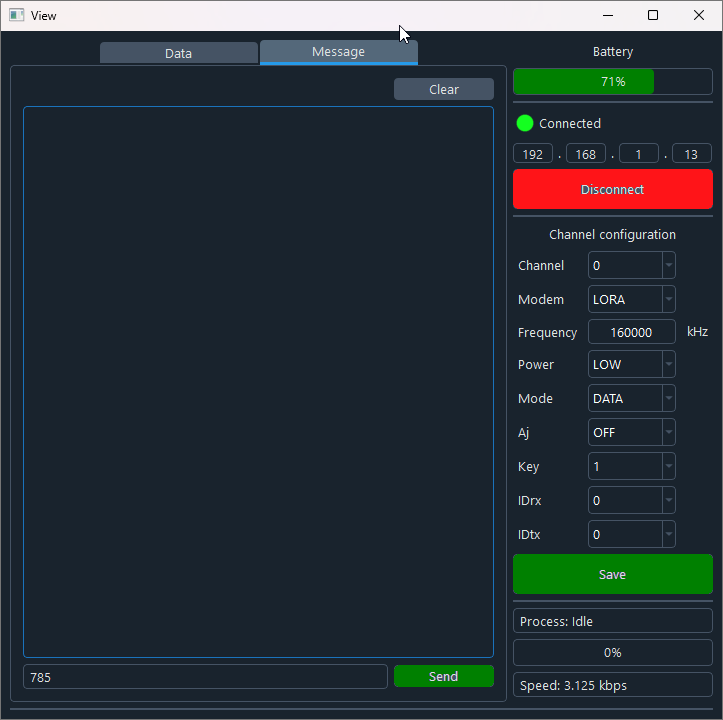 View
Data
Message
Clear
785
Send
Battery
71%
Connected
192 . 168 . 1 . 13
Disconnect
Channel configuration
Channel 0
Modem LORA
Frequency 160000 kHz
Power LOW
Mode DATA
Aj OFF
Key 1
IDrx 0
IDtx 0
Save
Process: Idle
0%
Speed: 3.125 kbps